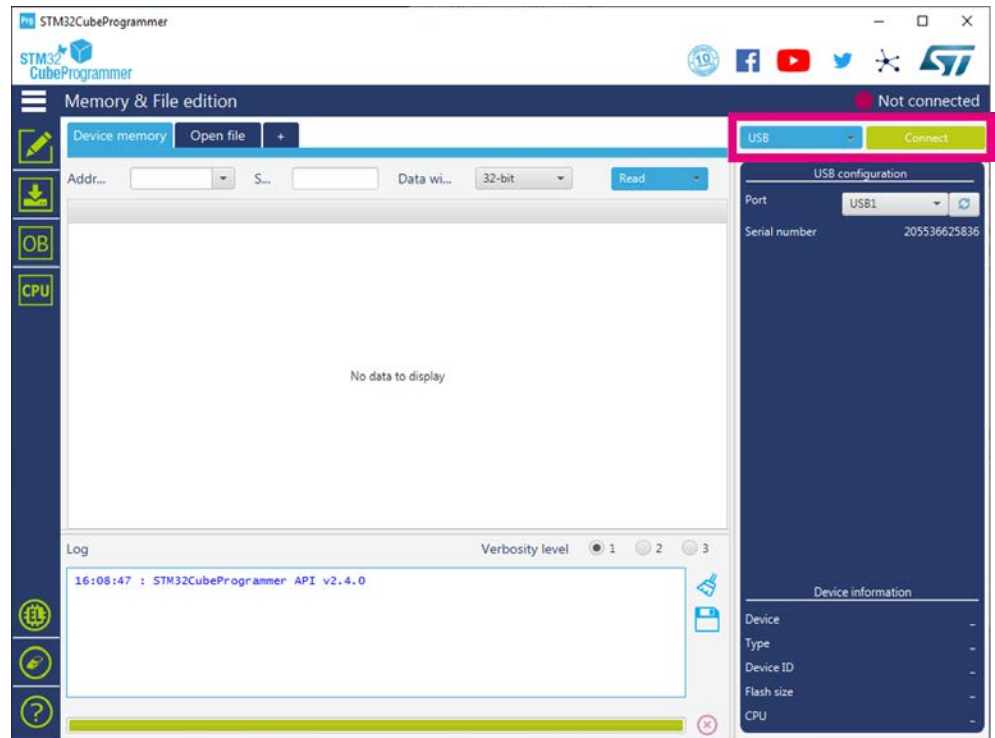 Prg STM32CubeProgrammer
STM32
CubeProgrammer
Memory & File edition
Not connected
Device memory Open file +
USB Connect
Addr... S... Data wi... 32-bit Read
USB configuration
Port USB1
Serial number 205536625836
OB
CPU
No data to display
Log Verbosity level 1 2 3
16:08:47 : STM32CubeProgrammer API v2.4.0
Device information
Device -
Type -
Device ID -
Flash size -
CPU -